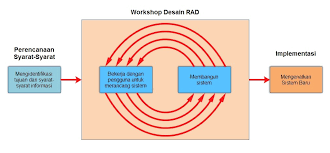 Workshop Desain RAD
Perencanaan
Syarat-Syarat
Implementasi
Mengidentifikasi
tujuan dan syarat-
syarat informasi
Bekerja dengan
pengguna untuk
merancang sistem
Membangun
sistem
Mengenalkan
Sistem Baru